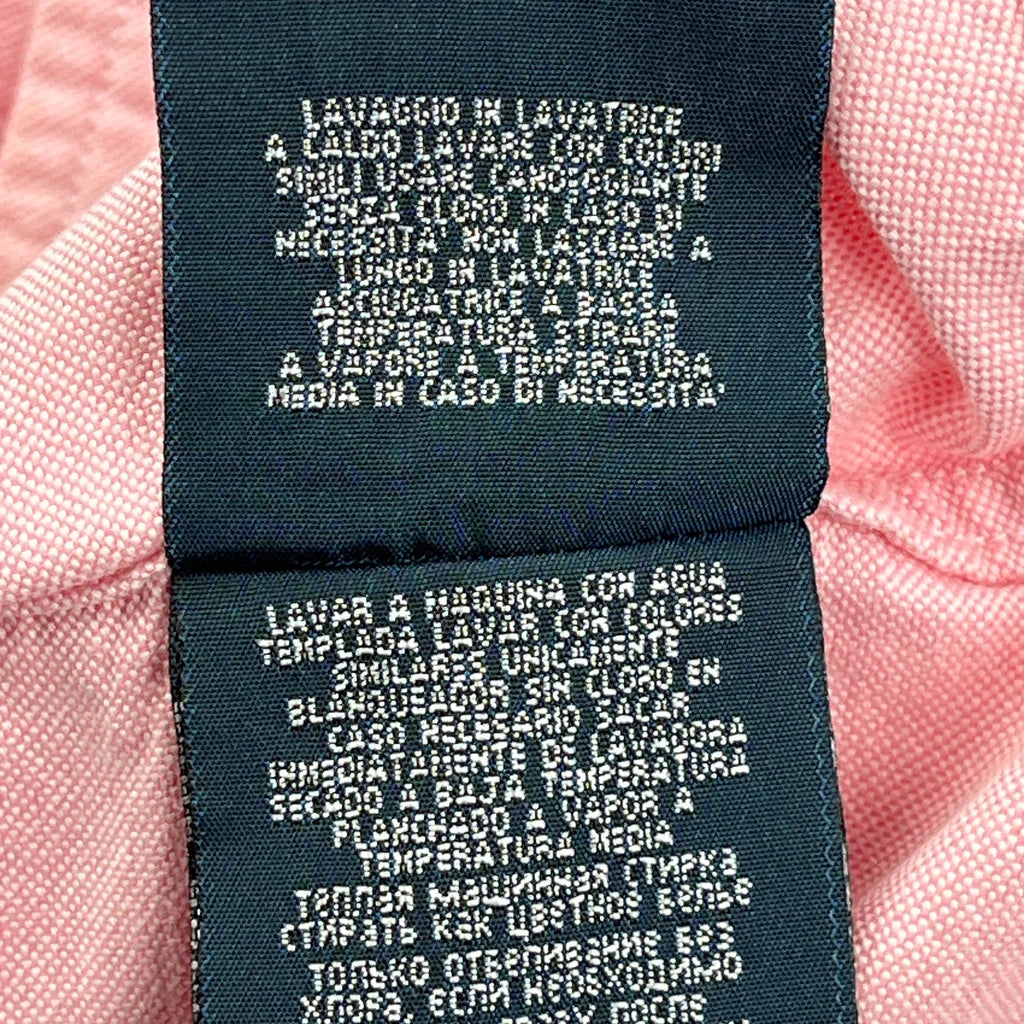 LAVAGGIO IN LAVATRICE
A CALDO LAVARE CON COLORI
SIMILI USARE CANDEGGIANTE
SENZA CLORO IN CASO DI
NECESSITA' NON LASCIARE A
LUNGO IN LAVATRICE
ASCIUGATRICE A BASSA
TEMPERATURA STIRARE
A VAPORE A TEMPERATURA
MEDIA IN CASO DI NECESSITA'
LAVAR A MAQUINA CON AGUA
TEMPLADA LAVAR CON COLORES
SIMILARES UNICAMENTE
BLANQUEADOR SIN CLORO EN
CASO NECESARIO SACAR
INMEDIATAMENTE DE LAVADORA
SECADO A BAJA TEMPERATURA
PLANCHADO A VAPOR A
TEMPERATURA MEDIA
ТЕПЛАЯ МАШИННАЯ СТИРКА
СТИРАТЬ КАК ЦВЕТНОЕ БЕЛЬЕ
ТОЛЬКО ОТБЕЛИВАНИЕ БЕЗ
ХЛОРА, ЕСЛИ НЕОБХОДИМО
ПОСЛЕ